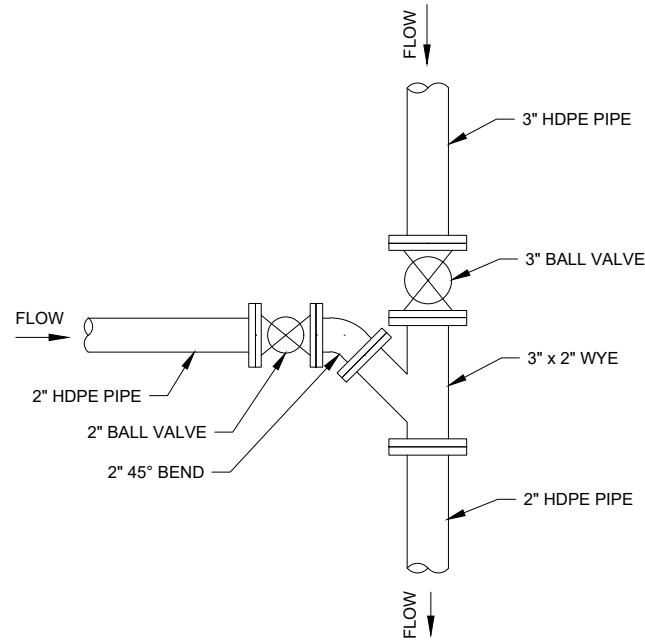 FLOW
3" HDPE PIPE
3" BALL VALVE
FLOW
3" x 2" WYE
2" HDPE PIPE
2" BALL VALVE
2" 45° BEND
2" HDPE PIPE
FLOW